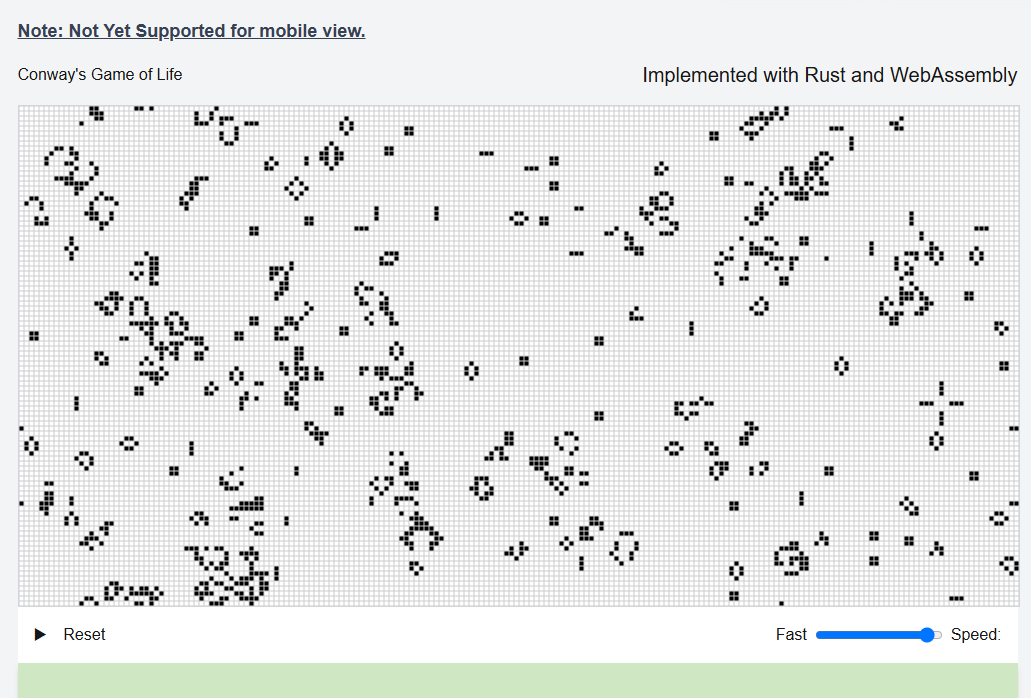 Note: Not Yet Supported for mobile view.
Conway's Game of Life
Implemented with Rust and WebAssembly
Reset
Fast
Speed: